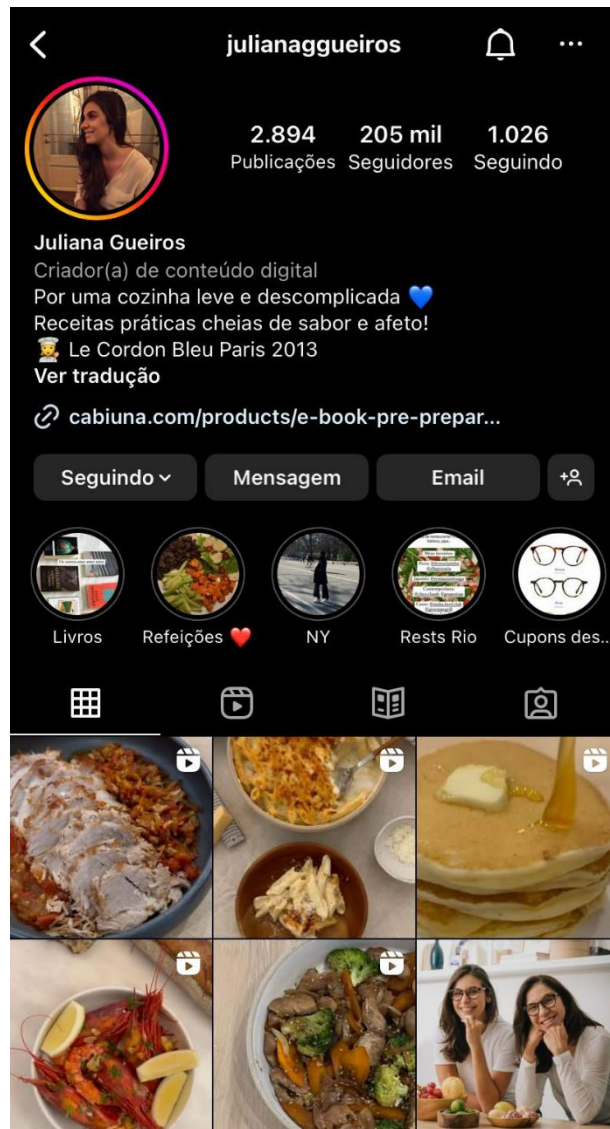 julianaggueiros
2.894 205 mil 1.026
Publicações Seguidores Seguindo
Juliana Gueiros
Criador(a) de conteúdo digital
Por uma cozinha leve e descomplicada 💙
Receitas práticas cheias de sabor e afeto!
👩‍🍳 Le Cordon Bleu Paris 2013
Ver tradução
cabiuna.com/products/e-book-pre-prepar...
Seguindo Mensagem Email
Livros Refeições ❤️ NY Rests Rio Cupons des...